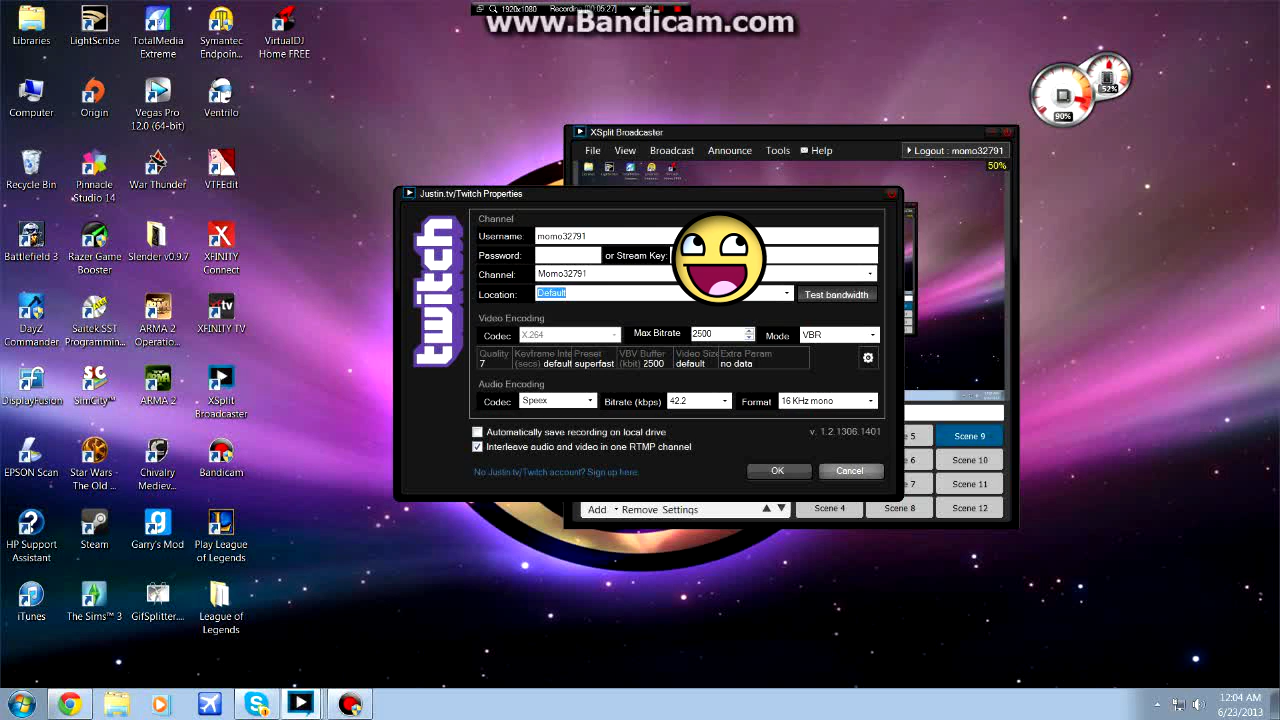 1920x1080 Recording [00:05:27]
www.Bandicam.com
Libraries
LightScribe
TotalMedia Extreme
Symantec Endpoin...
VirtualDJ Home FREE
Computer
Origin
Vegas Pro 12.0 (64-bit)
Ventrilo
Recycle Bin
Pinnacle Studio 14
War Thunder
VTFEdit
Battlefield 3
Razer Game Booster
Slender v0.9.7
XFINITY Connect
DayZ Commander
Saitek SST Programmin...
ARMA 2 Operatio...
XFINITY TV
DisplayFusion
SimCity™
ARMA 2
XSplit Broadcaster
EPSON Scan
Star Wars - The Old ...
Chivalry Mediev...
Bandicam
HP Support Assistant
Steam
Garry's Mod
Play League of Legends
iTunes
The Sims™ 3
GifSplitter....
League of Legends
52%
90%
XSplit Broadcaster
File View Broadcast Announce Tools Help Logout : momo32791
50%
Justin.tv/Twitch Properties
twitch
Channel
Username: momo32791
Password: or Stream Key:
Channel: Momo32791
Location: Default Test bandwidth
Video Encoding
Codec X.264 Max Bitrate 2500 Mode VBR
Quality Keyframe Inte Preset VBV Buffer Video Size Extra Param
7 (secs) default superfast (kbit) 2500 default no data
Audio Encoding
Codec Speex Bitrate (kbps) 42.2 Format 16 KHz mono
Automatically save recording on local drive v. 1.2.1306.1401
Interleave audio and video in one RTMP channel
No Justin.tv/Twitch account? Sign up here.
OK Cancel
5 Scene 9
6 Scene 10
7 Scene 11
Add Remove Settings Scene 4 Scene 8 Scene 12
12:04 AM
6/23/2013